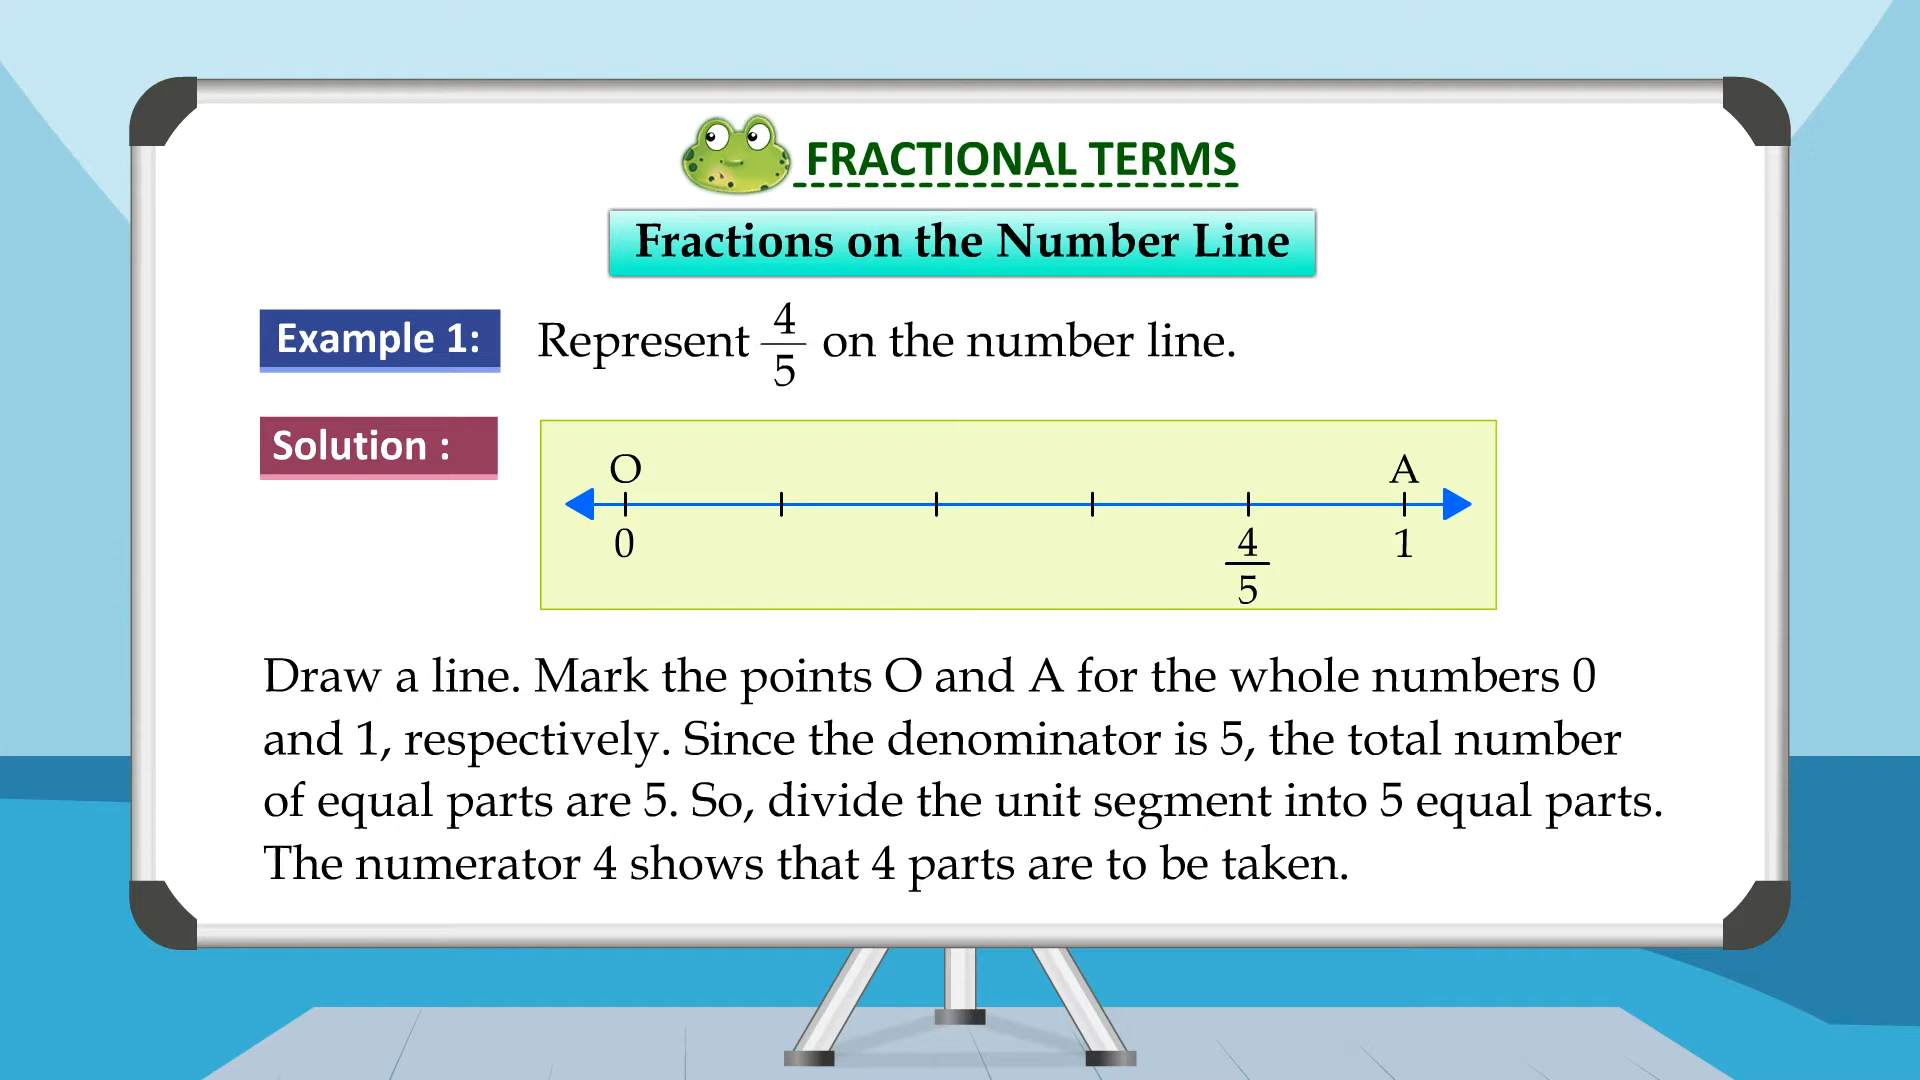 FRACTIONAL TERMS
Fractions on the Number Line
Example 1: Represent 4/5 on the number line.
Solution :
O A
0 4/5 1
Draw a line. Mark the points O and A for the whole numbers 0
and 1, respectively. Since the denominator is 5, the total number
of equal parts are 5. So, divide the unit segment into 5 equal parts.
The numerator 4 shows that 4 parts are to be taken.